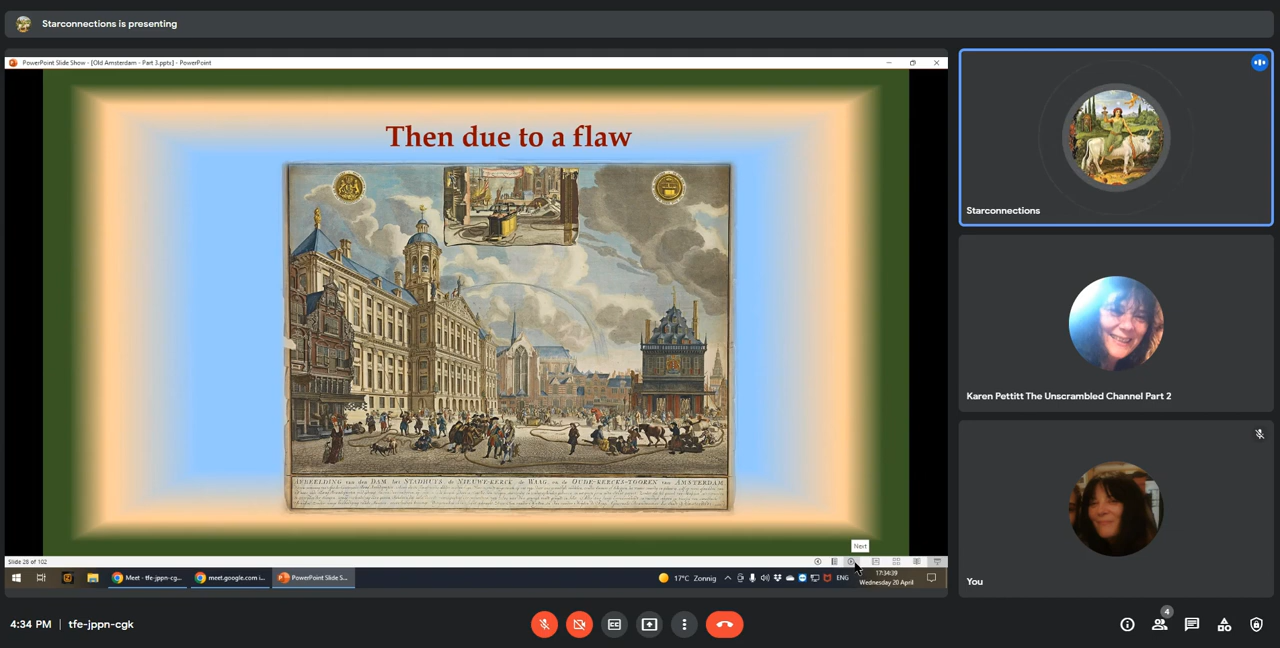 Starconnections is presenting
PowerPoint Slide Show - [Old Amsterdam - Part 3.pptx] - PowerPoint
Then due to a flaw
AFBEELDING van den DAM, het STADHUYS, de NIEUWE-KERCK, de WAAG, en de OUDE-KERCKS-TOOREN van AMSTERDAM
Starconnections
Karen Pettitt The Unscrambled Channel Part 2
You
Next
Slide 28 of 102
Meet - tfe-jppn-cg...
meet.google.com i...
PowerPoint Slide S...
17°C Zonnig
ENG
17:34:39
Wednesday 20 April
4:34 PM | tfe-jppn-cgk
4